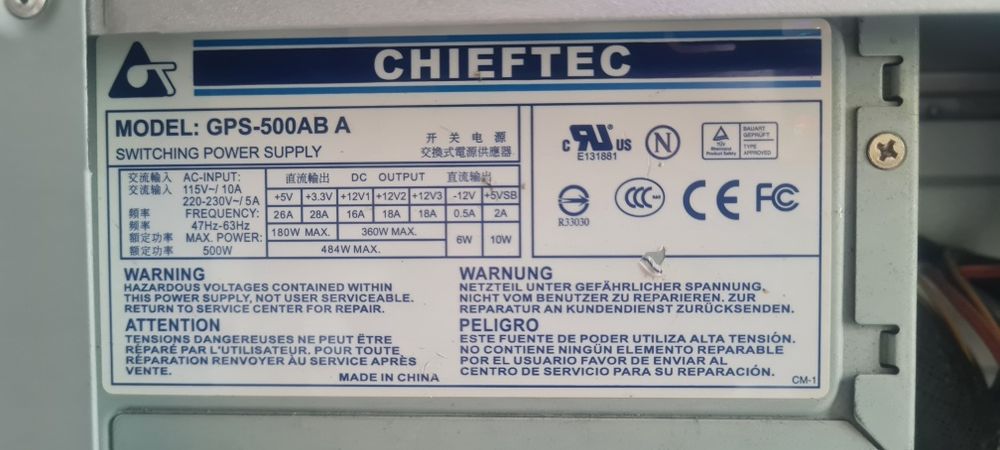 CHIEFTEC
MODEL: GPS-500AB A
SWITCHING POWER SUPPLY
开 关 电 源
交換式電源供應器
交流輸入 AC-INPUT:
交流输入 115V~/ 10A
220-230V~/ 5A
頻率 FREQUENCY:
频率 47Hz-63Hz
額定功率 MAX. POWER:
额定功率 500W
直流輸出 DC OUTPUT 直流输出
+5V +3.3V +12V1 +12V2 +12V3 -12V +5VSB
26A 28A 16A 18A 18A 0.5A 2A
180W MAX. 360W MAX. 6W 10W
484W MAX.
c RU US
E131881
N
TÜV
Rheinland
Product Safety
BAUART
GEPRÜFT
TYPE
APPROVED
R33030
CCC
CE FC
WARNING
HAZARDOUS VOLTAGES CONTAINED WITHIN
THIS POWER SUPPLY, NOT USER SERVICEABLE.
RETURN TO SERVICE CENTER FOR REPAIR.
WARNUNG
NETZTEIL UNTER GEFÄHRLICHER SPANNUNG.
NICHT VOM BENUTZER ZU REPARIEREN. ZUR
REPARATUR AN KUNDENDIENST ZURÜCKSENDEN.
ATTENTION
TENSIONS DANGEREUSES NE PEUT ÊTRE
RÉPARÉ PAR L'UTILISATEUR. POUR TOUTE
RÉPARATION RENVOYER AU SERVICE APRÈS
VENTE.
MADE IN CHINA
PELIGRO
ESTE FUENTE DE PODER UTILIZA ALTA TENSIÓN.
NO CONTIENE NINGÚN ELEMENTO REPARABLE
POR EL USUARIO FAVOR DE ENVIAR AL
CENTRO DE SERVICIO PARA SU REPARACIÓN.
CM-1